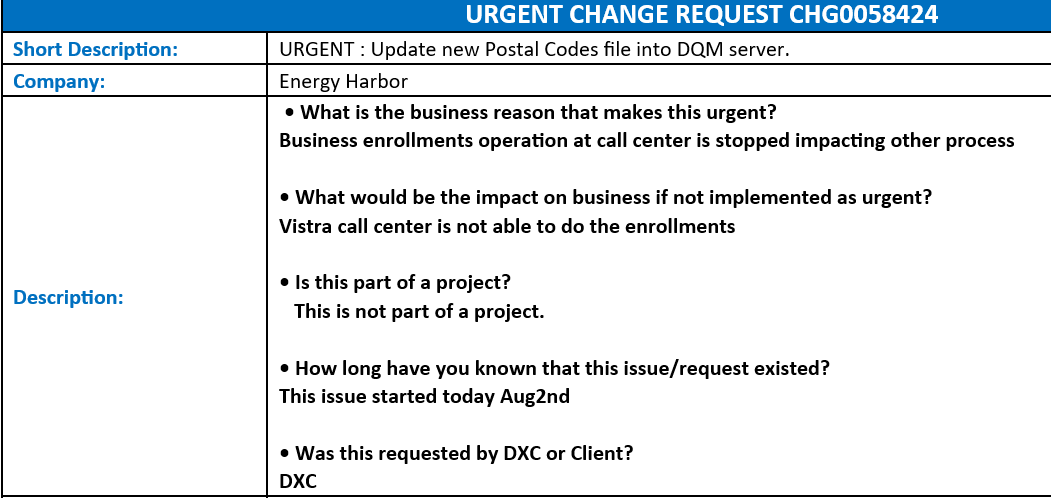 URGENT CHANGE REQUEST CHG0058424
Short Description:
URGENT : Update new Postal Codes file into DQM server.
Company:
Energy Harbor
Description:
• What is the business reason that makes this urgent?
Business enrollments operation at call center is stopped impacting other process
• What would be the impact on business if not implemented as urgent?
Vistra call center is not able to do the enrollments
• Is this part of a project?
This is not part of a project.
• How long have you known that this issue/request existed?
This issue started today Aug2nd
• Was this requested by DXC or Client?
DXC